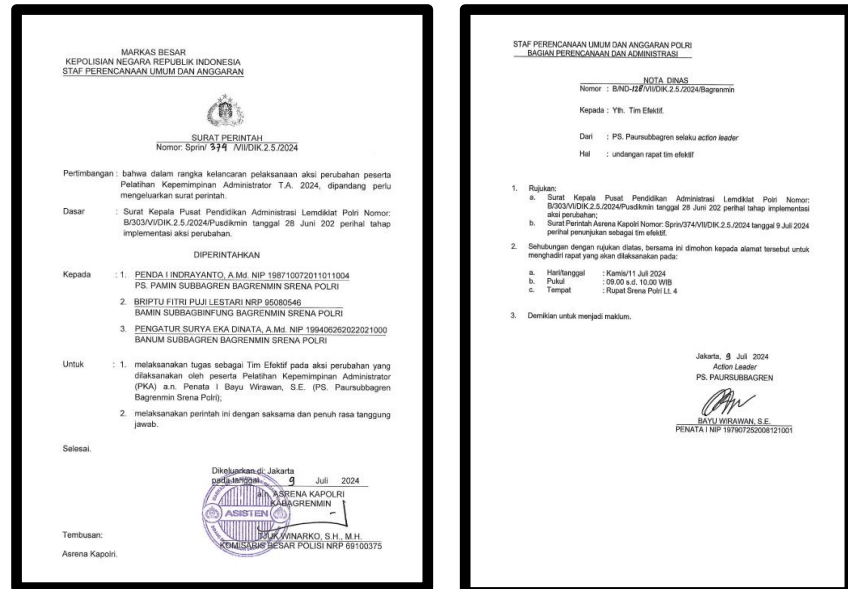 MARKAS BESAR
KEPOLISIAN NEGARA REPUBLIK INDONESIA
STAF PERENCANAAN UMUM DAN ANGGARAN
SURAT PERINTAH
Nomor: Sprin/ 379 /VII/DIK.2.5./2024
Pertimbangan : bahwa dalam rangka kelancaran pelaksanaan aksi perubahan peserta
Pelatihan Kepemimpinan Administrator T.A. 2024, dipandang perlu
mengeluarkan surat perintah.
Dasar : Surat Kepala Pusat Pendidikan Administrasi Lemdiklat Polri Nomor:
B/303/VI/DIK.2.5./2024/Pusdikmin tanggal 28 Juni 202 perihal tahap
implementasi aksi perubahan.
DIPERINTAHKAN
Kepada : 1. PENDA I INDRAYANTO, A.Md. NIP 198710072011011004
PS. PAMIN SUBBAGREN BAGRENMIN SRENA POLRI
2. BRIPTU FITRI PUJI LESTARI NRP 95080546
BAMIN SUBBAGBINFUNG BAGRENMIN SRENA POLRI
3. PENGATUR SURYA EKA DINATA, A.Md. NIP 199406262022021000
BANUM SUBBAGREN BAGRENMIN SRENA POLRI
Untuk : 1. melaksanakan tugas sebagai Tim Efektif pada aksi perubahan yang
dilaksanakan oleh peserta Pelatihan Kepemimpinan Administrator
(PKA) a.n. Penata I Bayu Wirawan, S.E. (PS. Paursubbagren
Bagrenmin Srena Polri);
2. melaksanakan perintah ini dengan saksama dan penuh rasa tanggung
jawab.
Selesai.
Dikeluarkan di: Jakarta
pada tanggal 9 Juli 2024
a.n. ASRENA KAPOLRI
KABAGRENMIN
ASISTEN
WINARKO, S.H., M.H.
KOMISARIS BESAR POLISI NRP 69100375
Tembusan:
Asrena Kapolri.
STAF PERENCANAAN UMUM DAN ANGGARAN POLRI
BAGIAN PERENCANAAN DAN ADMINISTRASI
NOTA DINAS
Nomor : B/ND-128/VII/DIK.2.5./2024/Bagrenmin
Kepada : Yth. Tim Efektif.
Dari : PS. Paursubbagren selaku action leader
Hal : undangan rapat tim efektif
1. Rujukan:
a. Surat Kepala Pusat Pendidikan Administrasi Lemdiklat Polri Nomor:
B/303/VI/DIK.2.5./2024/Pusdikmin tanggal 28 Juni 202 perihal tahap implementasi
aksi perubahan;
b. Surat Perintah Asrena Kapolri Nomor: Sprin/374/VII/DIK.2.5./2024 tanggal 9 Juli 2024
perihal penunjukan sebagai tim efektif.
2. Sehubungan dengan rujukan diatas, bersama ini dimohon kepada alamat tersebut untuk
menghadiri rapat yang akan dilaksanakan pada:
a. Hari/tanggal : Kamis/11 Juli 2024
b. Pukul : 09.00 s.d. 10.00 WIB
c. Tempat : Rupat Srena Polri Lt. 4
3. Demikian untuk menjadi maklum.
Jakarta, 9 Juli 2024
Action Leader
PS. PAURSUBBAGREN
BAYU WIRAWAN, S.E.
PENATA I NIP 197907252008121001